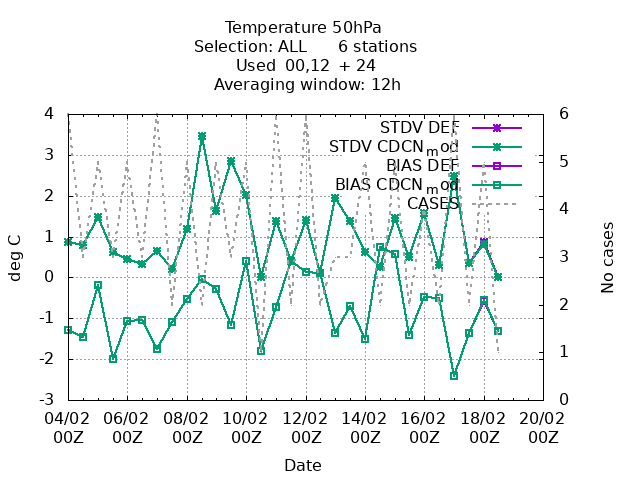 Temperature 50hPa
Selection: ALL      6 stations
Used  00,12  + 24
Averaging window: 12h
STDV DEF
STDV CDCN_mod
BIAS DEF
BIAS CDCN_mod
CASES
4
3
2
1
0
-1
-2
-3
6
5
4
3
2
1
0
deg C
No cases
04/02 06/02 08/02 10/02 12/02 14/02 16/02 18/02 20/02
00Z 00Z 00Z 00Z 00Z 00Z 00Z 00Z 00Z
Date